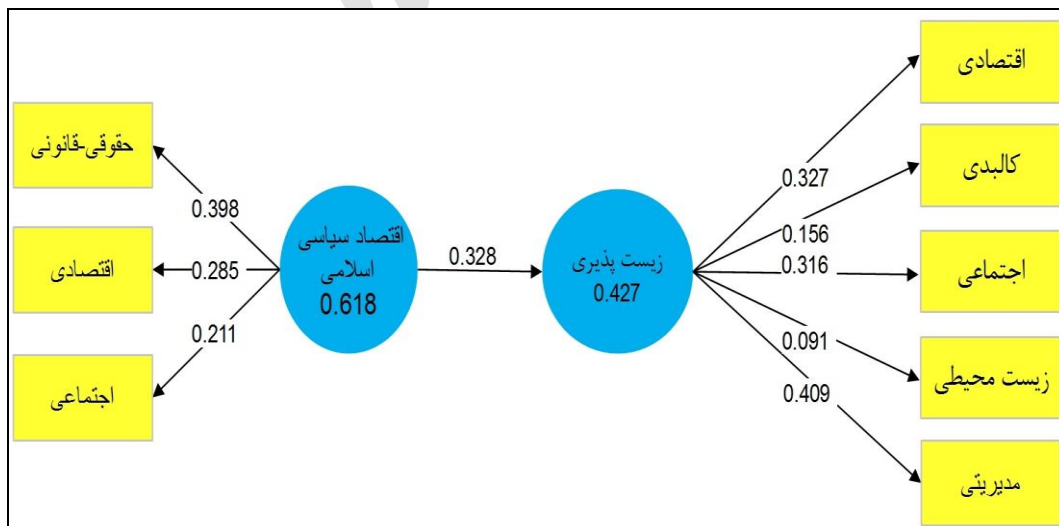 اقتصادی
کالبدی
اجتماعی
زیست محیطی
مدیریتی
0.327
0.156
0.316
0.091
0.409
زیست پذیری
0.427
0.328
اقتصاد سیاسی
اسلامی
0.618
0.398
0.285
0.211
حقوقی-قانونی
اقتصادی
اجتماعی